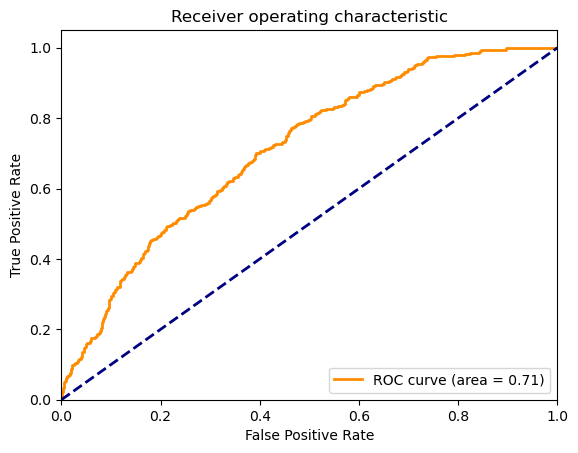 Receiver operating characteristic
True Positive Rate
1.0
0.8
0.6
0.4
0.2
0.0
ROC curve (area = 0.71)
0.0 0.2 0.4 0.6 0.8 1.0
False Positive Rate